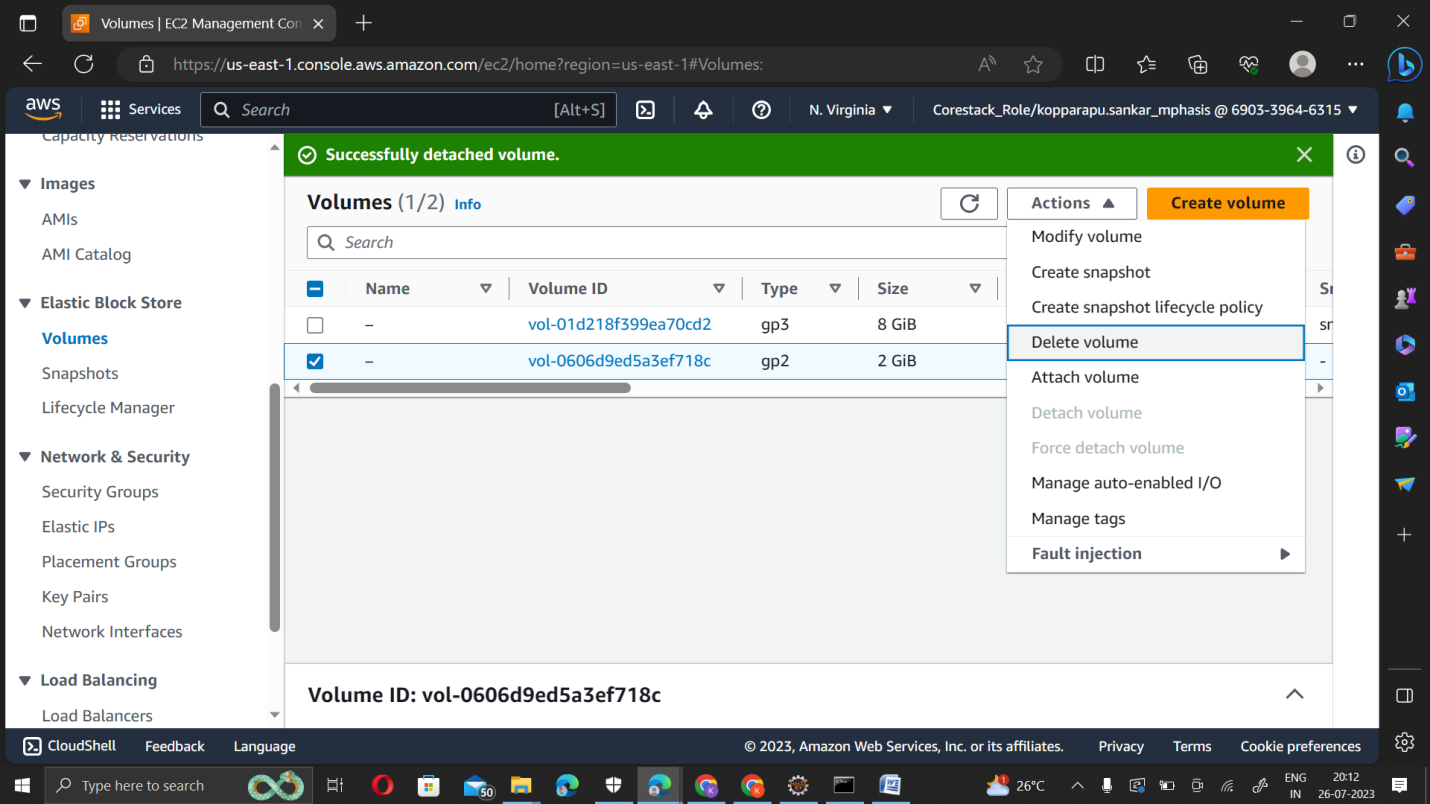 Volumes | EC2 Management Con
https://us-east-1.console.aws.amazon.com/ec2/home?region=us-east-1#Volumes:
aws
Services
Search
[Alt+S]
N. Virginia
Corestack_Role/kopparapu.sankar_mphasis @ 6903-3964-6315
Capacity Reservations
Images
AMIs
AMI Catalog
Elastic Block Store
Volumes
Snapshots
Lifecycle Manager
Network & Security
Security Groups
Elastic IPs
Placement Groups
Key Pairs
Network Interfaces
Load Balancing
Load Balancers
Successfully detached volume.
Volumes (1/2) Info
Actions
Create volume
Search
Name
Volume ID
Type
Size
– vol-01d218f399ea70cd2 gp3 8 GiB
– vol-0606d9ed5a3ef718c gp2 2 GiB -
Modify volume
Create snapshot
Create snapshot lifecycle policy
Delete volume
Attach volume
Detach volume
Force detach volume
Manage auto-enabled I/O
Manage tags
Fault injection
Volume ID: vol-0606d9ed5a3ef718c
CloudShell
Feedback
Language
© 2023, Amazon Web Services, Inc. or its affiliates.
Privacy
Terms
Cookie preferences
Type here to search
50
1
26°C
ENG
IN
20:12
26-07-2023